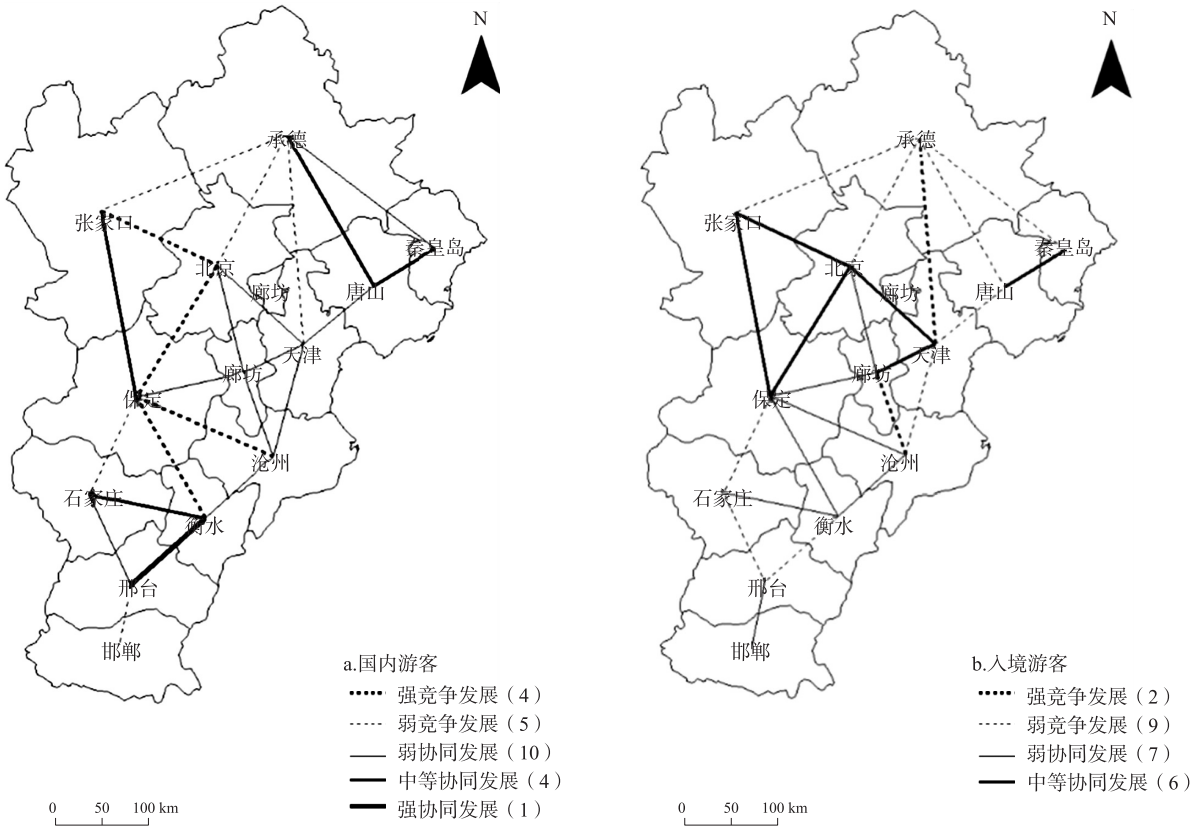 N
承德
张家口
秦皇岛
北京
廊坊
唐山
天津
廊坊
保定
沧州
石家庄
衡水
邢台
邯郸
a.国内游客
强竞争发展(4)
弱竞争发展(5)
弱协同发展(10)
中等协同发展(4)
强协同发展(1)
0 50 100 km
N
承德
张家口
秦皇岛
北京
廊坊
唐山
天津
廊坊
保定
沧州
石家庄
衡水
邢台
邯郸
b.入境游客
强竞争发展(2)
弱竞争发展(9)
弱协同发展(7)
中等协同发展(6)
0 50 100 km